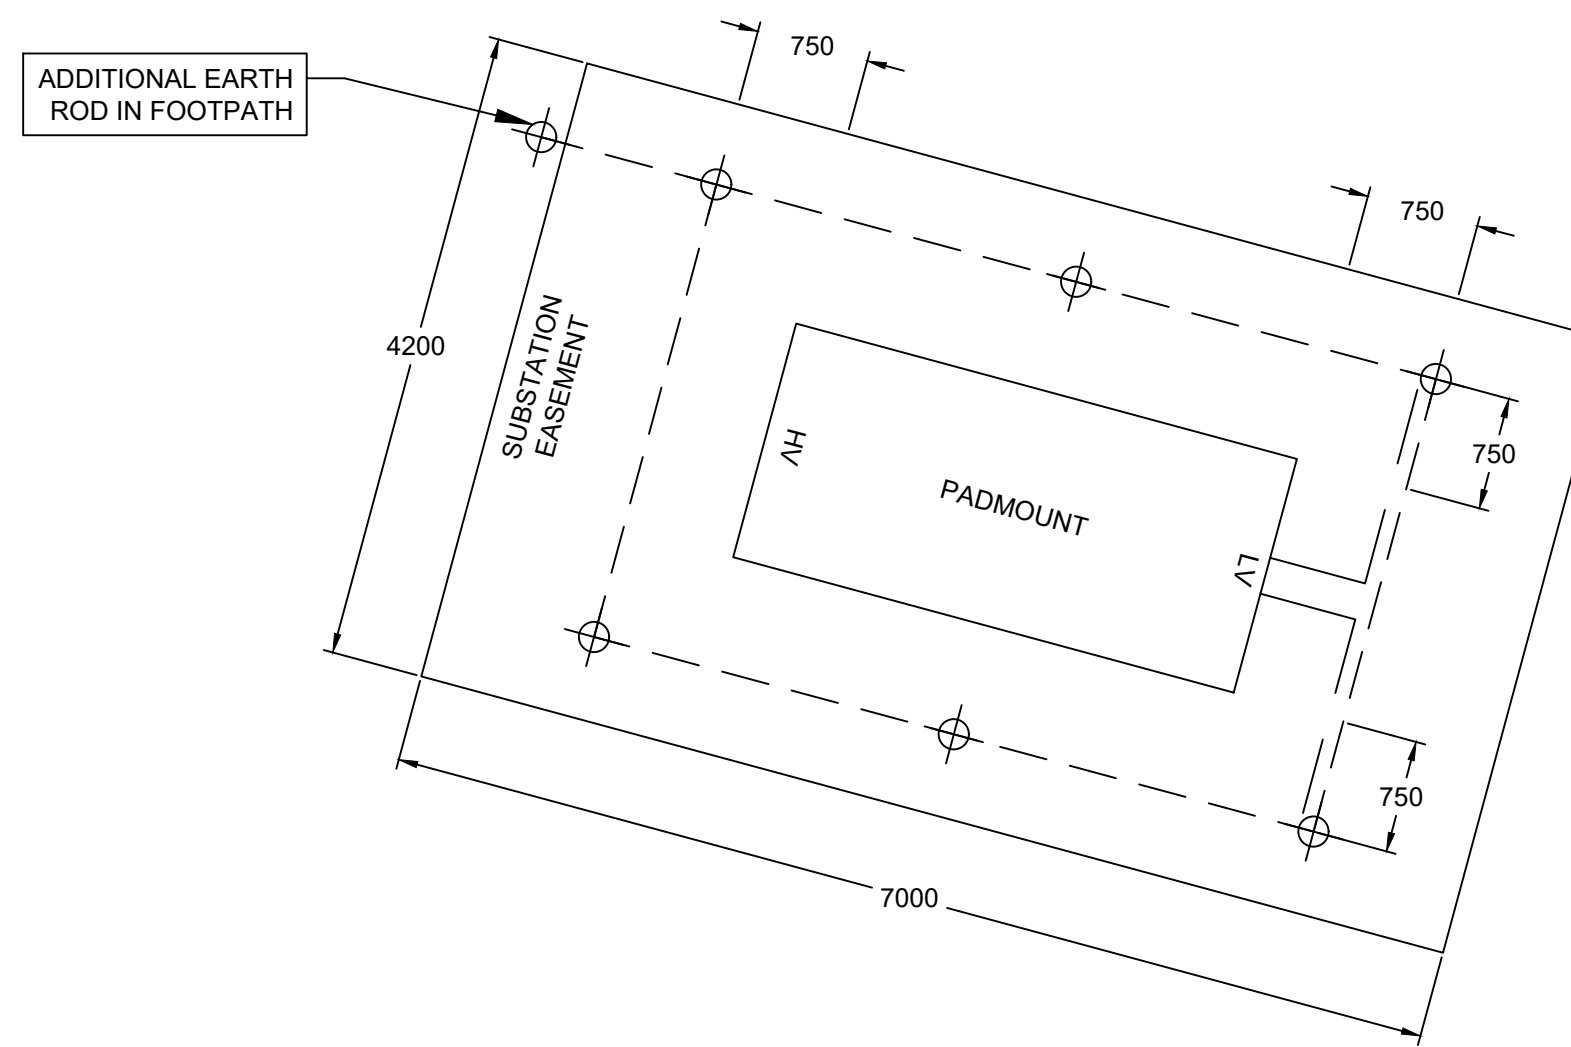 750
ADDITIONAL EARTH
ROD IN FOOTPATH
750
4200
SUBSTATION
EASEMENT
HV
PADMOUNT
750
LV
750
7000